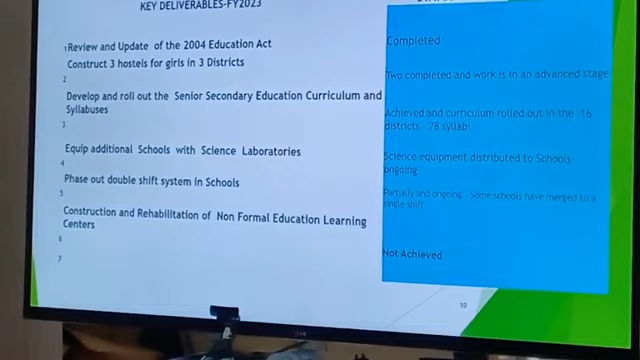 KEY DELIVERABLES-FY2023
1 Review and Update of the 2004 Education Act
Completed
Construct 3 hostels for girls in 3 Districts
2
Two completed and work is in an advanced stage
Develop and roll out the Senior Secondary Education Curriculum and
Syllabuses
3
Achieved and curriculum rolled out in the 16
districts - 78 syllabi
Equip additional Schools with Science Laboratories
4
Science equipment distributed to Schools-
ongoing
Phase out double shift system in Schools
5
Partially and ongoing. Some schools have merged to a
single shift
Construction and Rehabilitation of Non Formal Education Learning
Centers
6
Not Achieved
7
10